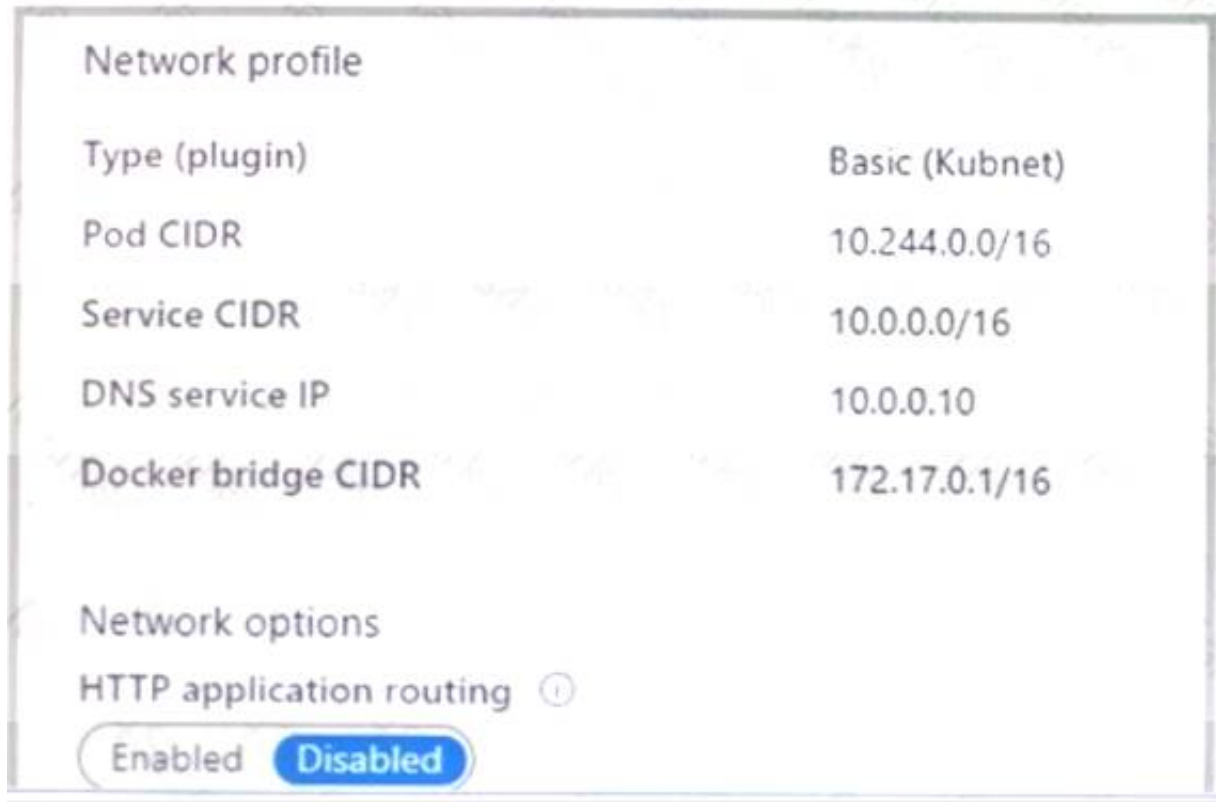 Network profile
Type (plugin) Basic (Kubnet)
Pod CIDR 10.244.0.0/16
Service CIDR 10.0.0.0/16
DNS service IP 10.0.0.10
Docker bridge CIDR 172.17.0.1/16
Network options
HTTP application routing
Enabled Disabled